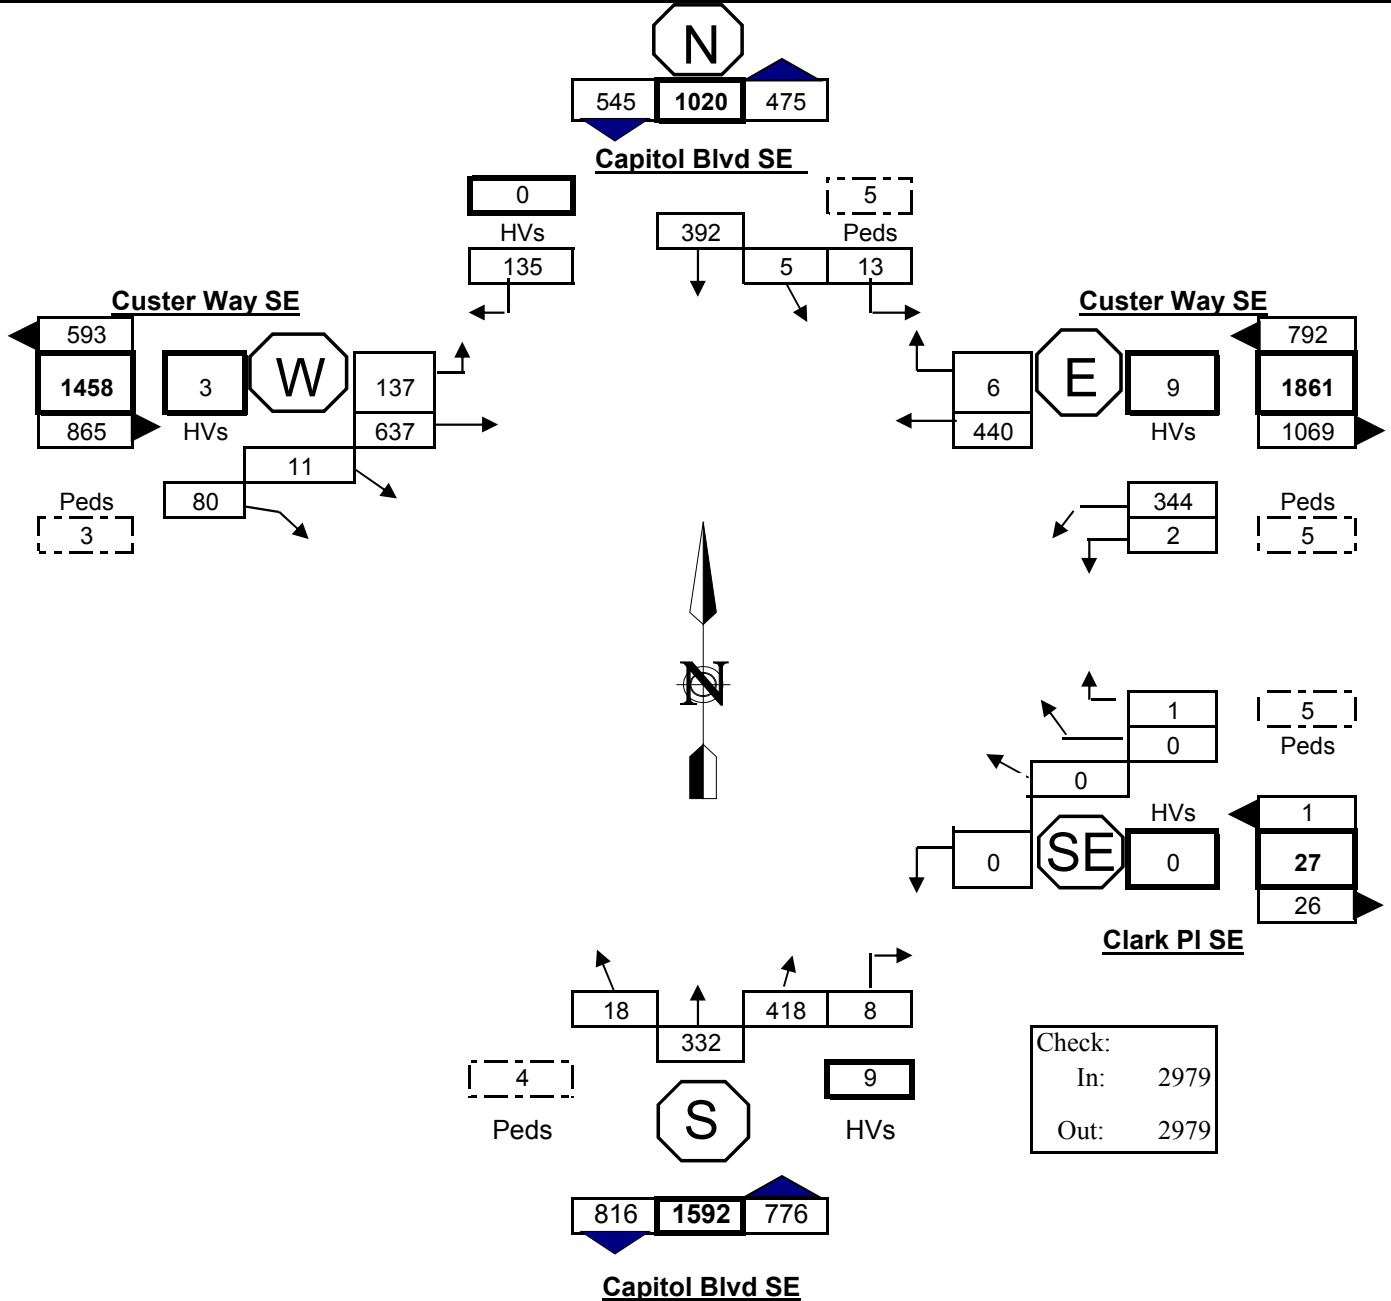 N
545 1020 475
Capitol Blvd SE
0 5
HVs 392 Peds
135 5 13
Custer Way SE Custer Way SE
593 792
1458 3 W 137 6 E 9 1861
865 HVs 637 440 HVs 1069
11
80 344
Peds Peds
3 2 5
N
1 5
0 Peds
0
HVs 1
0 SE 0 27
26
Clark Pl SE
18 418 8
332
Check:
4 9 In: 2979
Peds S HVs Out: 2979
816 1592 776
Capitol Blvd SE